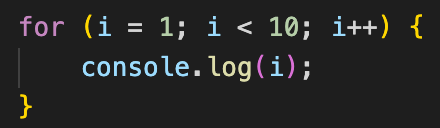 for (i = 1; i < 10; i++) {
    console.log(i);
}